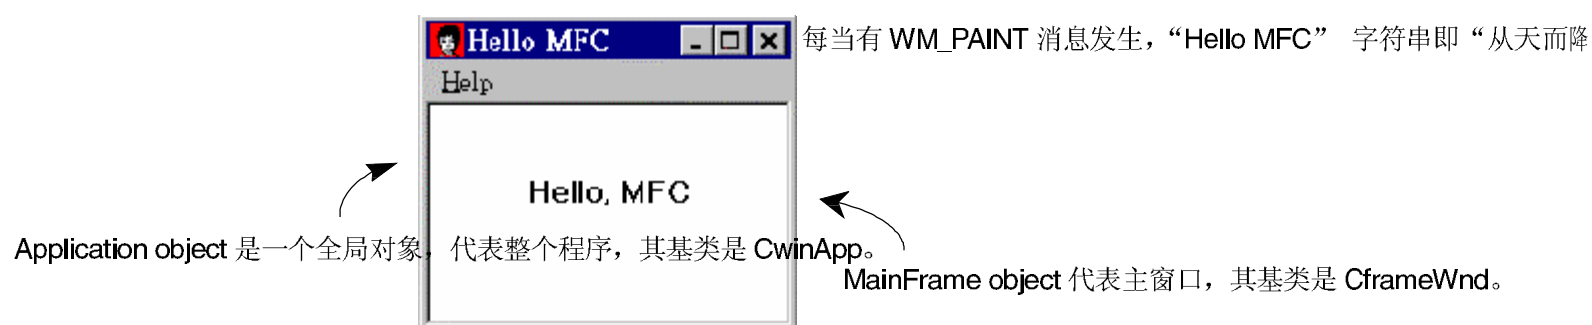 Hello MFC
每当有 WM_PAINT 消息发生，“Hello MFC” 字符串即“从天而降
Help
Hello, MFC
Application object 是一个全局对象，代表整个程序，其基类是 CwinApp。
MainFrame object 代表主窗口，其基类是 CframeWnd。